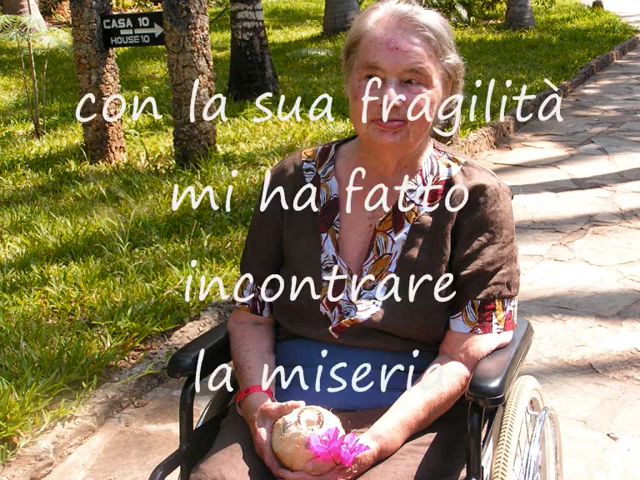 CASA 10
HOUSE 10
con la sua fragilità
mi ha fatto
incontrare
la miseria